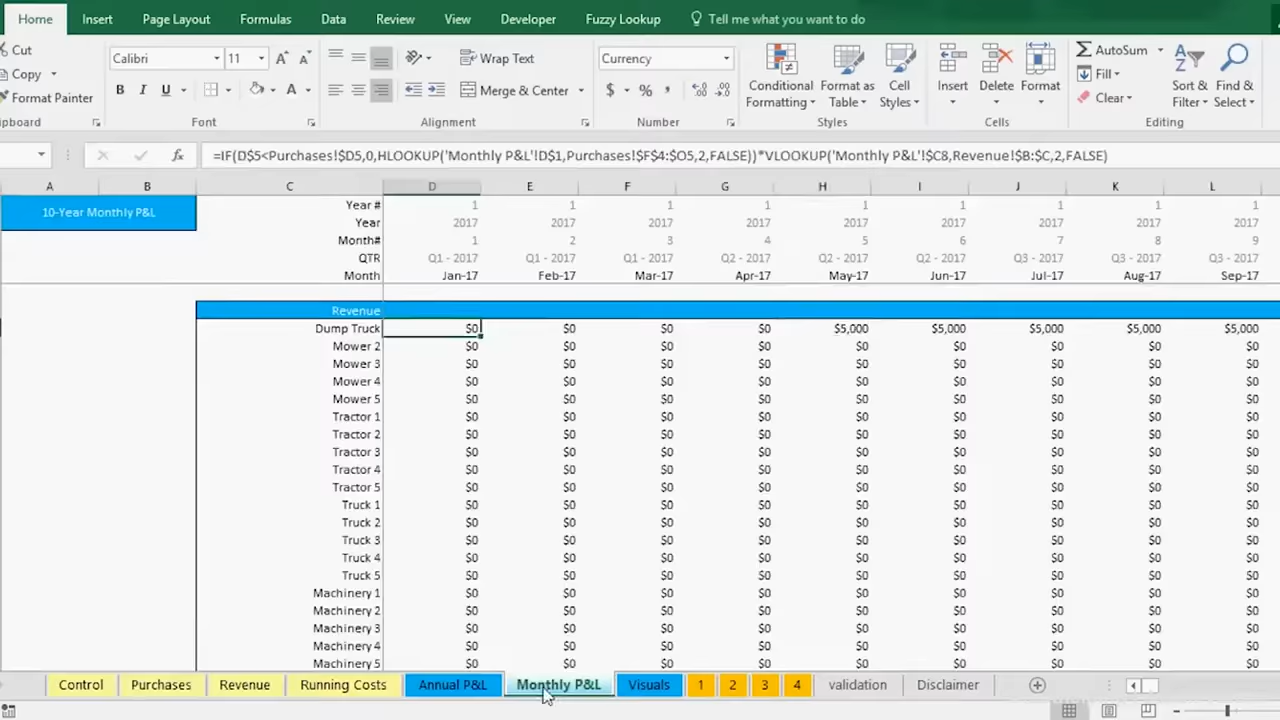 Home Insert Page Layout Formulas Data Review View Developer Fuzzy Lookup Tell me what you want to do
Cut
Copy
Format Painter
Calibri 11
B I U
Wrap Text
Merge & Center
Currency
$ % ,
Conditional Formatting
Format as Table
Cell Styles
Insert
Delete
Format
AutoSum
Fill
Clear
Sort & Filter
Find & Select
ipboard Font Alignment Number Styles Cells Editing
fx =IF(D$5<Purchases!$D5,0,HLOOKUP('Monthly P&L'!D$1,Purchases!$F$4:$O5,2,FALSE))*VLOOKUP('Monthly P&L'!$C8,Revenue!$B:$C,2,FALSE)
A B C D E F G H I J K L
10-Year Monthly P&L
Year # 1 1 1 1 1 1 1 1 1
Year 2017 2017 2017 2017 2017 2017 2017 2017 2017
Month# 1 2 3 4 5 6 7 8 9
QTR Q1 - 2017 Q1 - 2017 Q1 - 2017 Q2 - 2017 Q2 - 2017 Q2 - 2017 Q3 - 2017 Q3 - 2017 Q3 - 2017
Month Jan-17 Feb-17 Mar-17 Apr-17 May-17 Jun-17 Jul-17 Aug-17 Sep-17
Revenue
Dump Truck $0 $0 $0 $0 $5,000 $5,000 $5,000 $5,000 $5,000
Mower 2 $0 $0 $0 $0 $0 $0 $0 $0 $0
Mower 3 $0 $0 $0 $0 $0 $0 $0 $0 $0
Mower 4 $0 $0 $0 $0 $0 $0 $0 $0 $0
Mower 5 $0 $0 $0 $0 $0 $0 $0 $0 $0
Tractor 1 $0 $0 $0 $0 $0 $0 $0 $0 $0
Tractor 2 $0 $0 $0 $0 $0 $0 $0 $0 $0
Tractor 3 $0 $0 $0 $0 $0 $0 $0 $0 $0
Tractor 4 $0 $0 $0 $0 $0 $0 $0 $0 $0
Tractor 5 $0 $0 $0 $0 $0 $0 $0 $0 $0
Truck 1 $0 $0 $0 $0 $0 $0 $0 $0 $0
Truck 2 $0 $0 $0 $0 $0 $0 $0 $0 $0
Truck 3 $0 $0 $0 $0 $0 $0 $0 $0 $0
Truck 4 $0 $0 $0 $0 $0 $0 $0 $0 $0
Truck 5 $0 $0 $0 $0 $0 $0 $0 $0 $0
Machinery 1 $0 $0 $0 $0 $0 $0 $0 $0 $0
Machinery 2 $0 $0 $0 $0 $0 $0 $0 $0 $0
Machinery 3 $0 $0 $0 $0 $0 $0 $0 $0 $0
Machinery 4 $0 $0 $0 $0 $0 $0 $0 $0 $0
Machinery 5 $0 $0 $0 $0 $0 $0 $0 $0 $0
Control Purchases Revenue Running Costs Annual P&L Monthly P&L Visuals 1 2 3 4 validation Disclaimer